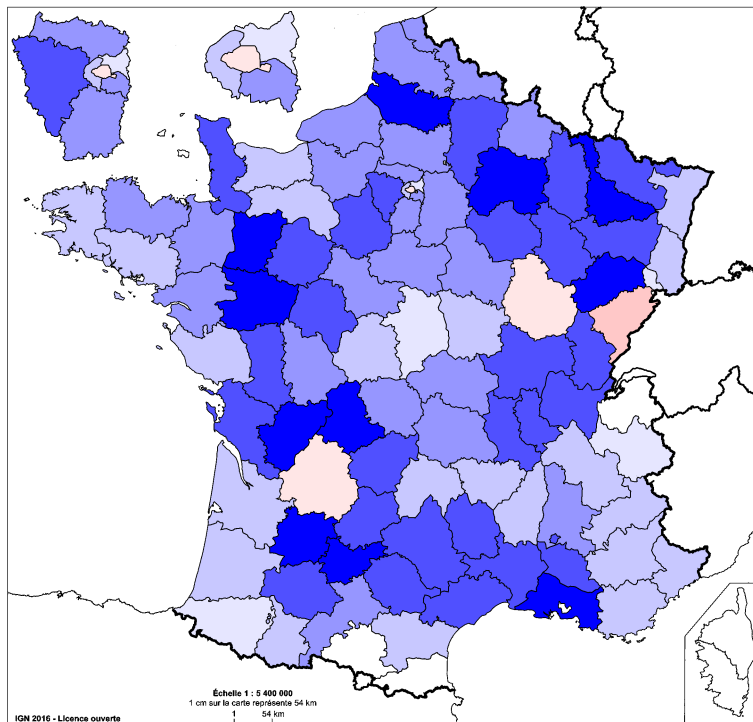 Échelle 1 : 5 400 000
1 cm sur la carte représente 54 km
1 54 km
IGN 2016 - Licence ouverte